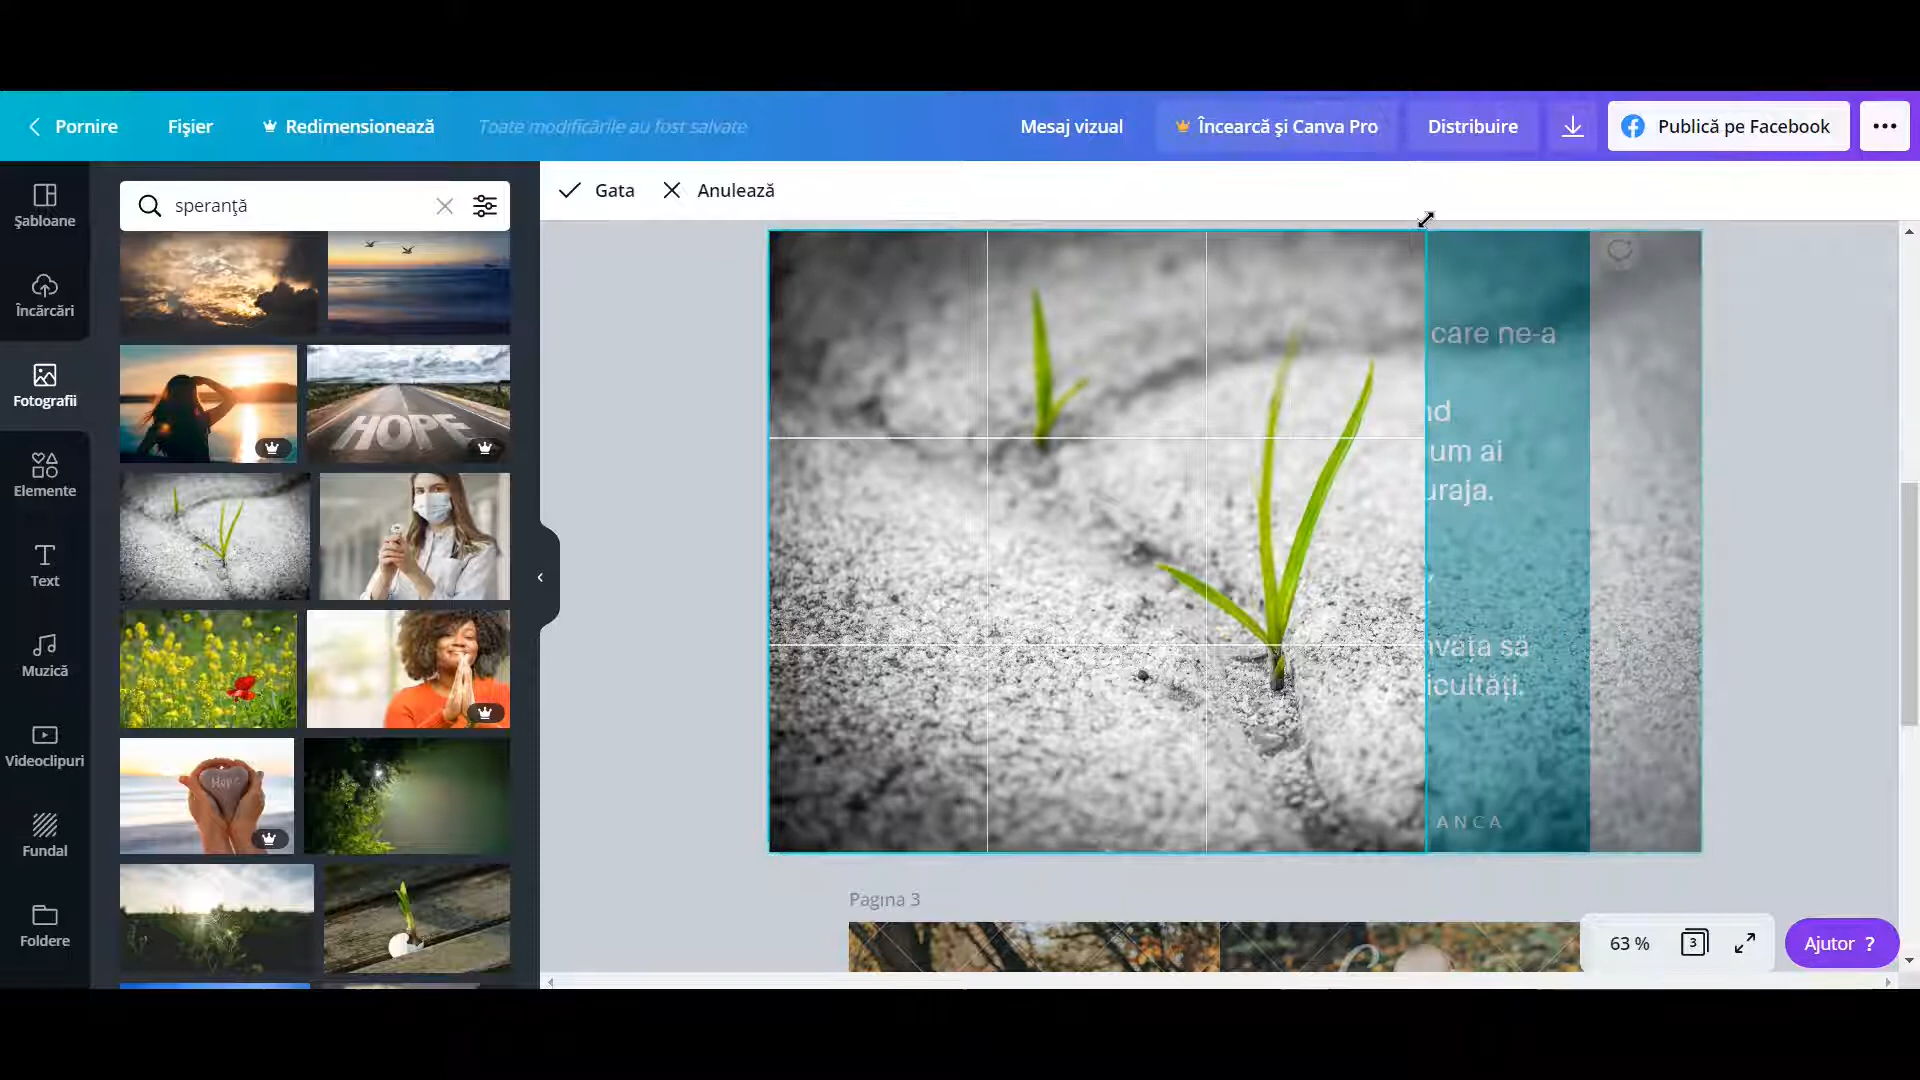 Pornire
Fișier
Redimensionează
Toate modificările au fost salvate
Mesaj vizual
Încearcă și Canva Pro
Distribuire
Publică pe Facebook
Șabloane
Încărcări
Fotografii
Elemente
Text
Muzică
Videoclipuri
Fundal
Foldere
speranță
HOPE
Hope
Gata
Anulează
care ne-a
nd
um ai
uraja.
nvăța să
icultăți.
ANCA
Pagina 3
63 %
3
Ajutor ?